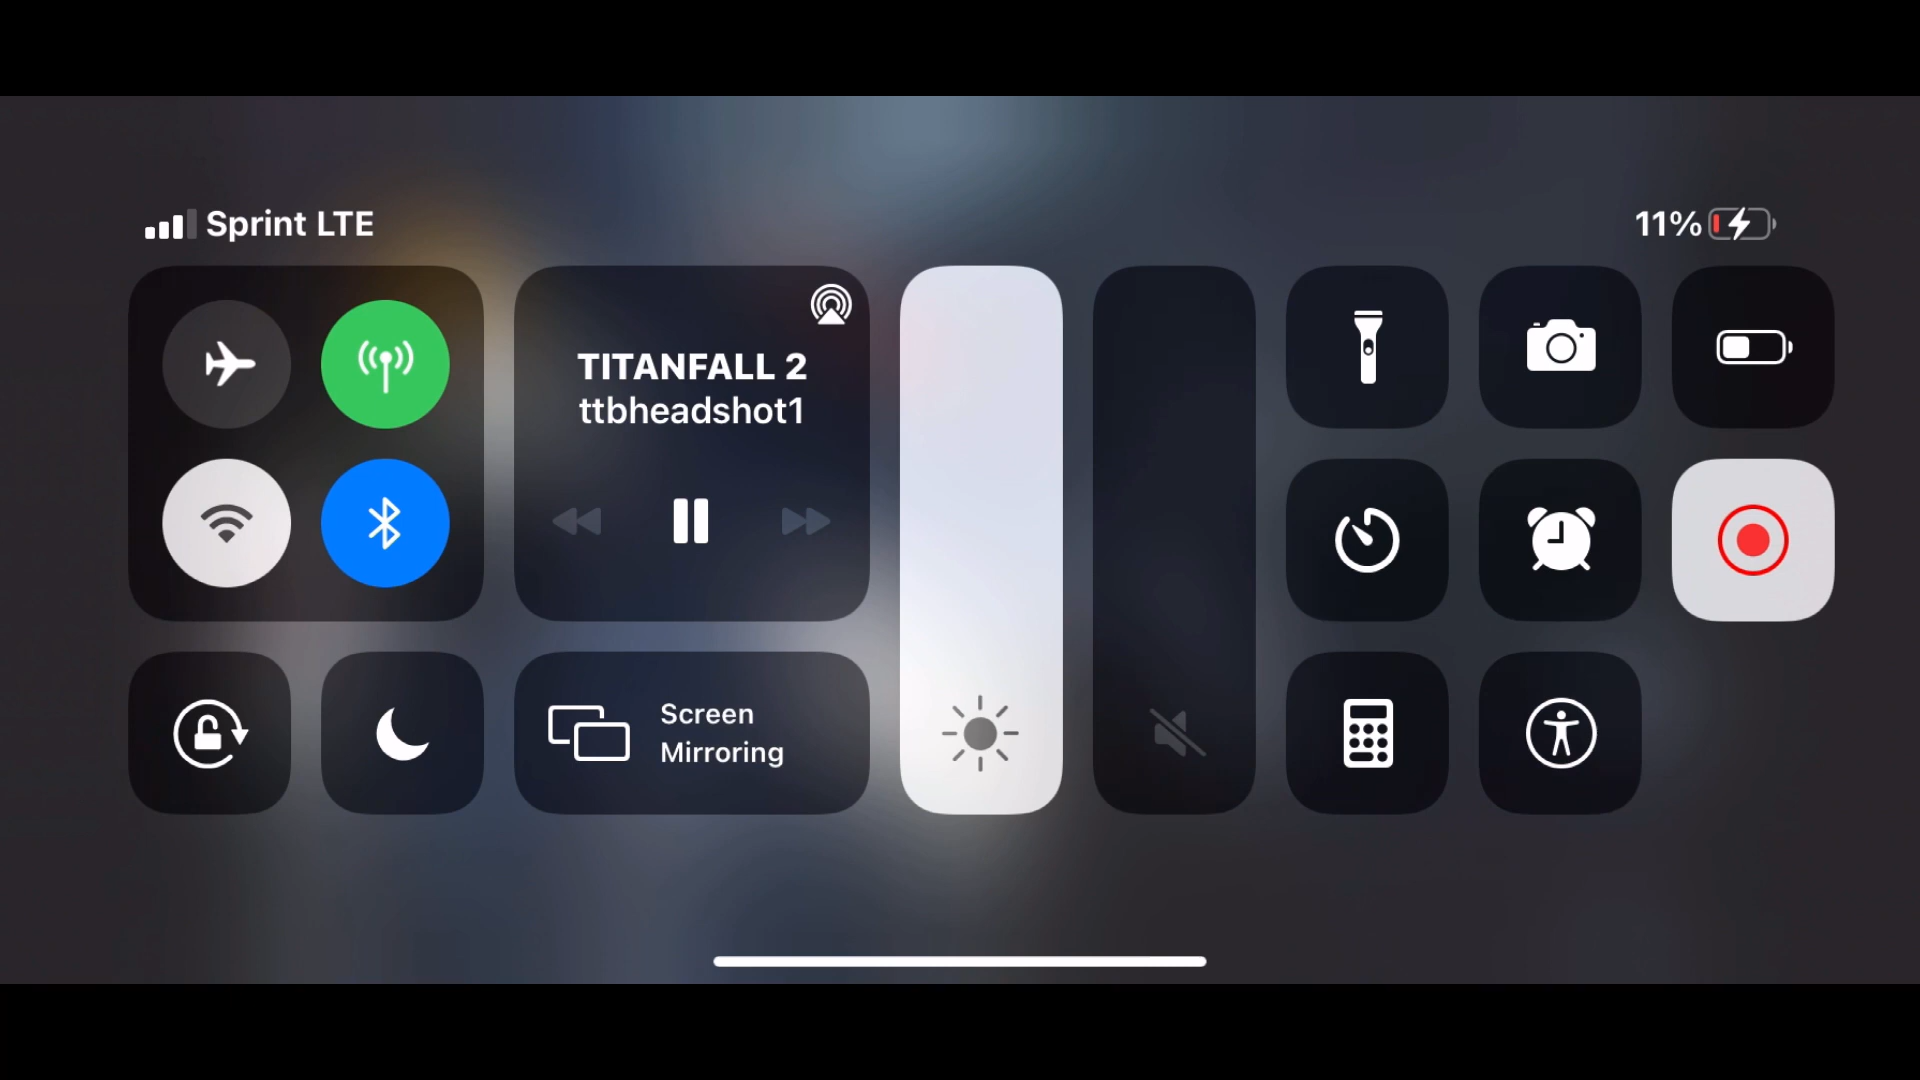 Sprint LTE
11%
TITANFALL 2
ttbheadshot1
Screen
Mirroring